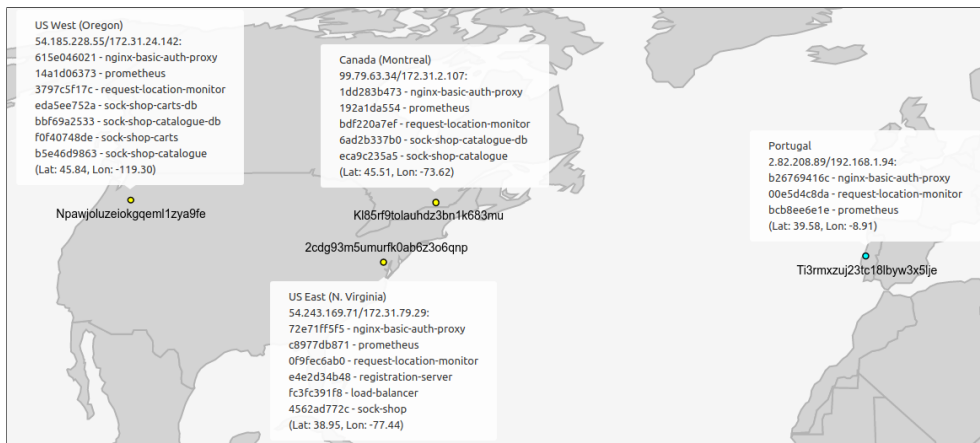 US West (Oregon)
54.185.228.55/172.31.24.142:
615e046021 - nginx-basic-auth-proxy
14a1d06373 - prometheus
3797c5f17c - request-location-monitor
eda5ee752a - sock-shop-carts-db
bbf69a2533 - sock-shop-catalogue-db
f0f40748de - sock-shop-carts
b5e46d9863 - sock-shop-catalogue
(Lat: 45.84, Lon: -119.30)
Npawjoluzeiokgqeml1zya9fe
Canada (Montreal)
99.79.63.34/172.31.2.107:
1dd283b473 - nginx-basic-auth-proxy
192a1da554 - prometheus
bdf220a7ef - request-location-monitor
6ad2b337b0 - sock-shop-catalogue-db
eca9c235a5 - sock-shop-catalogue
(Lat: 45.51, Lon: -73.62)
Kl85rf9tolauhdz3bn1k683mu
2cdg93m5umurfk0ab6z3o6qnp
US East (N. Virginia)
54.243.169.71/172.31.79.29:
72e71ff5f5 - nginx-basic-auth-proxy
c8977db871 - prometheus
0f9fec6ab0 - request-location-monitor
e4e2d34b48 - registration-server
fc3fc391f8 - load-balancer
4562ad772c - sock-shop
(Lat: 38.95, Lon: -77.44)
Portugal
2.82.208.89/192.168.1.94:
b26769416c - nginx-basic-auth-proxy
00e5d4c8da - request-location-monitor
bcb8ee6e1e - prometheus
(Lat: 39.58, Lon: -8.91)
Ti3rmxzuj23tc18lbyw3x5lje